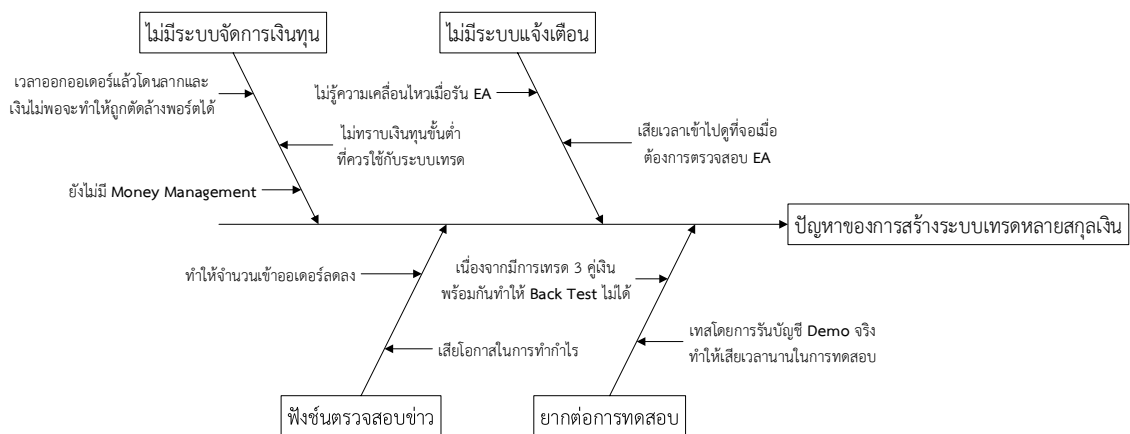 ไม่มีระบบจัดการเงินทุน
ไม่มีระบบแจ้งเตือน
เวลาออกออเดอร์แล้วโดนลากและ
เงินไม่พอจะทำให้ถูกตัดล้างพอร์ตได้
ไม่ทราบเงินทุนขั้นต่ำ
ที่ควรใช้กับระบบเทรด
ยังไม่มี Money Management
ไม่รู้ความเคลื่อนไหวเมื่อรัน EA
เสียเวลาเข้าไปดูที่จอเมื่อ
ต้องการตรวจสอบ EA
ปัญหาของการสร้างระบบเทรดหลายสกุลเงิน
ทำให้จำนวนเข้าออเดอร์ลดลง
เสียโอกาสในการทำกำไร
เนื่องจากมีการเทรด 3 คู่เงิน
พร้อมกันทำให้ Back Test ไม่ได้
เทสโดยการรันบัญชี Demo จริง
ทำให้เสียเวลานานในการทดสอบ
ฟังช์นตรวจสอบข่าว
ยากต่อการทดสอบ